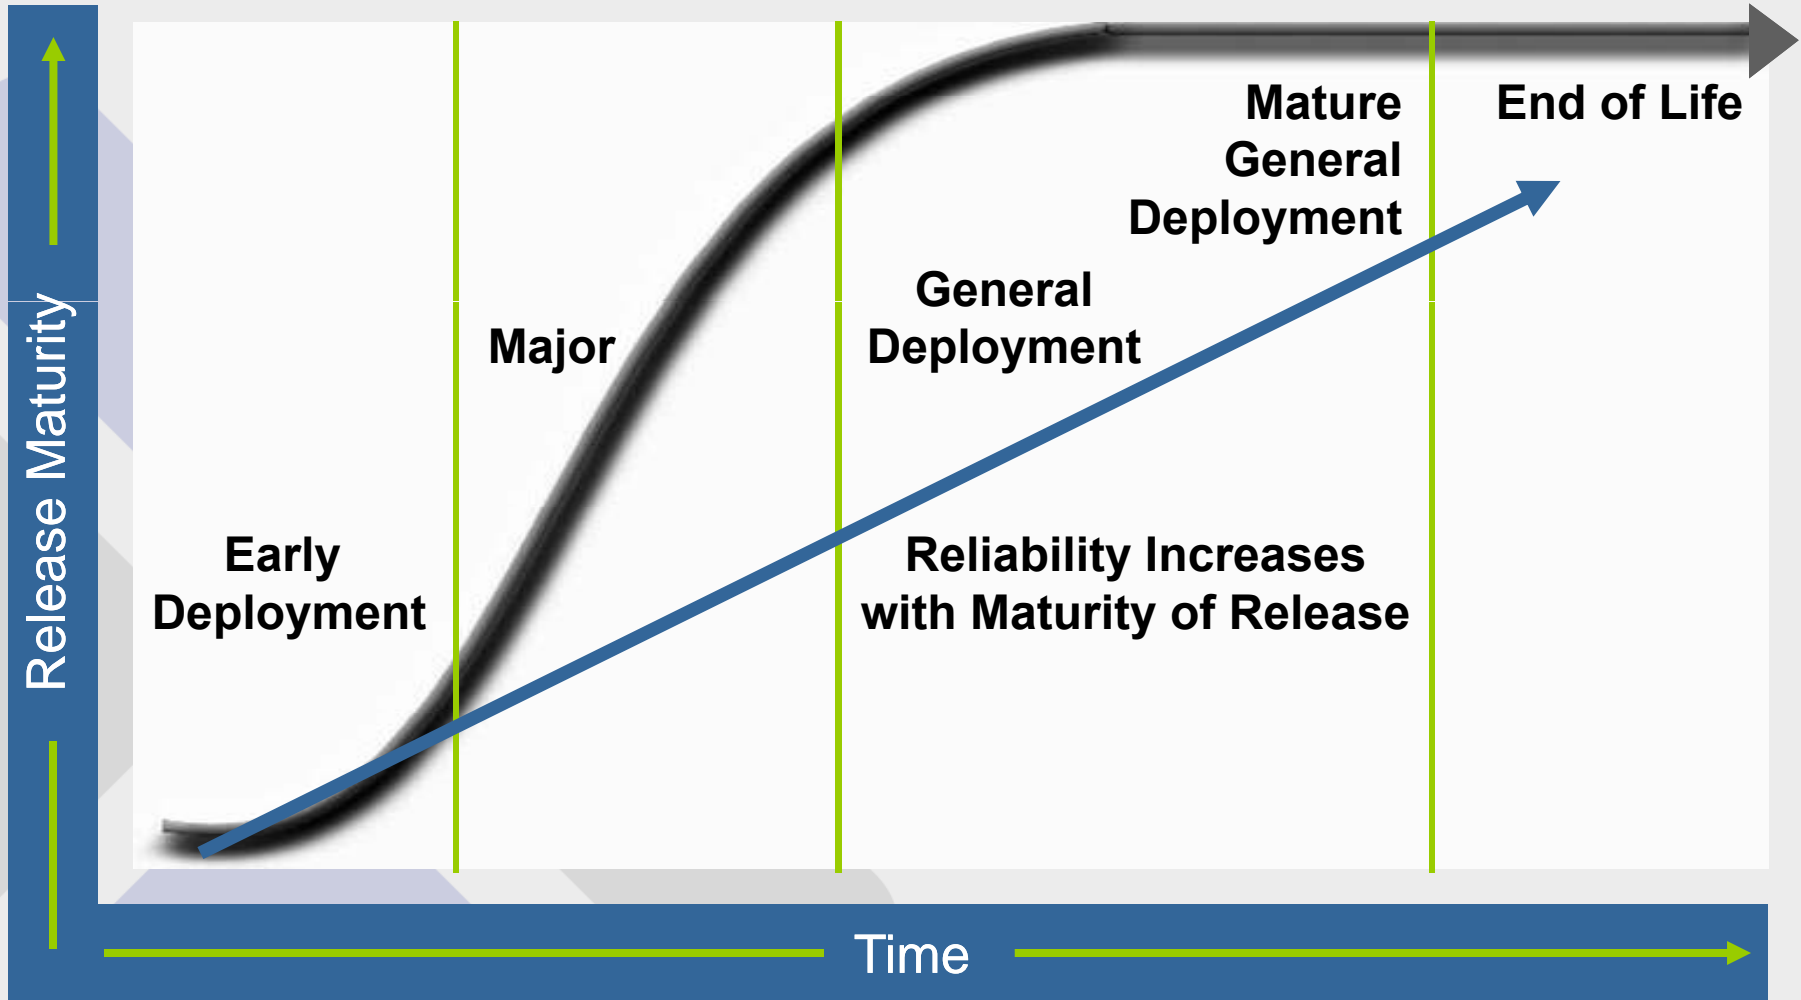 Mature
General
Deployment
End of Life
General
Deployment
Major
Early
Deployment
Reliability Increases
with Maturity of Release
Release Maturity
Time